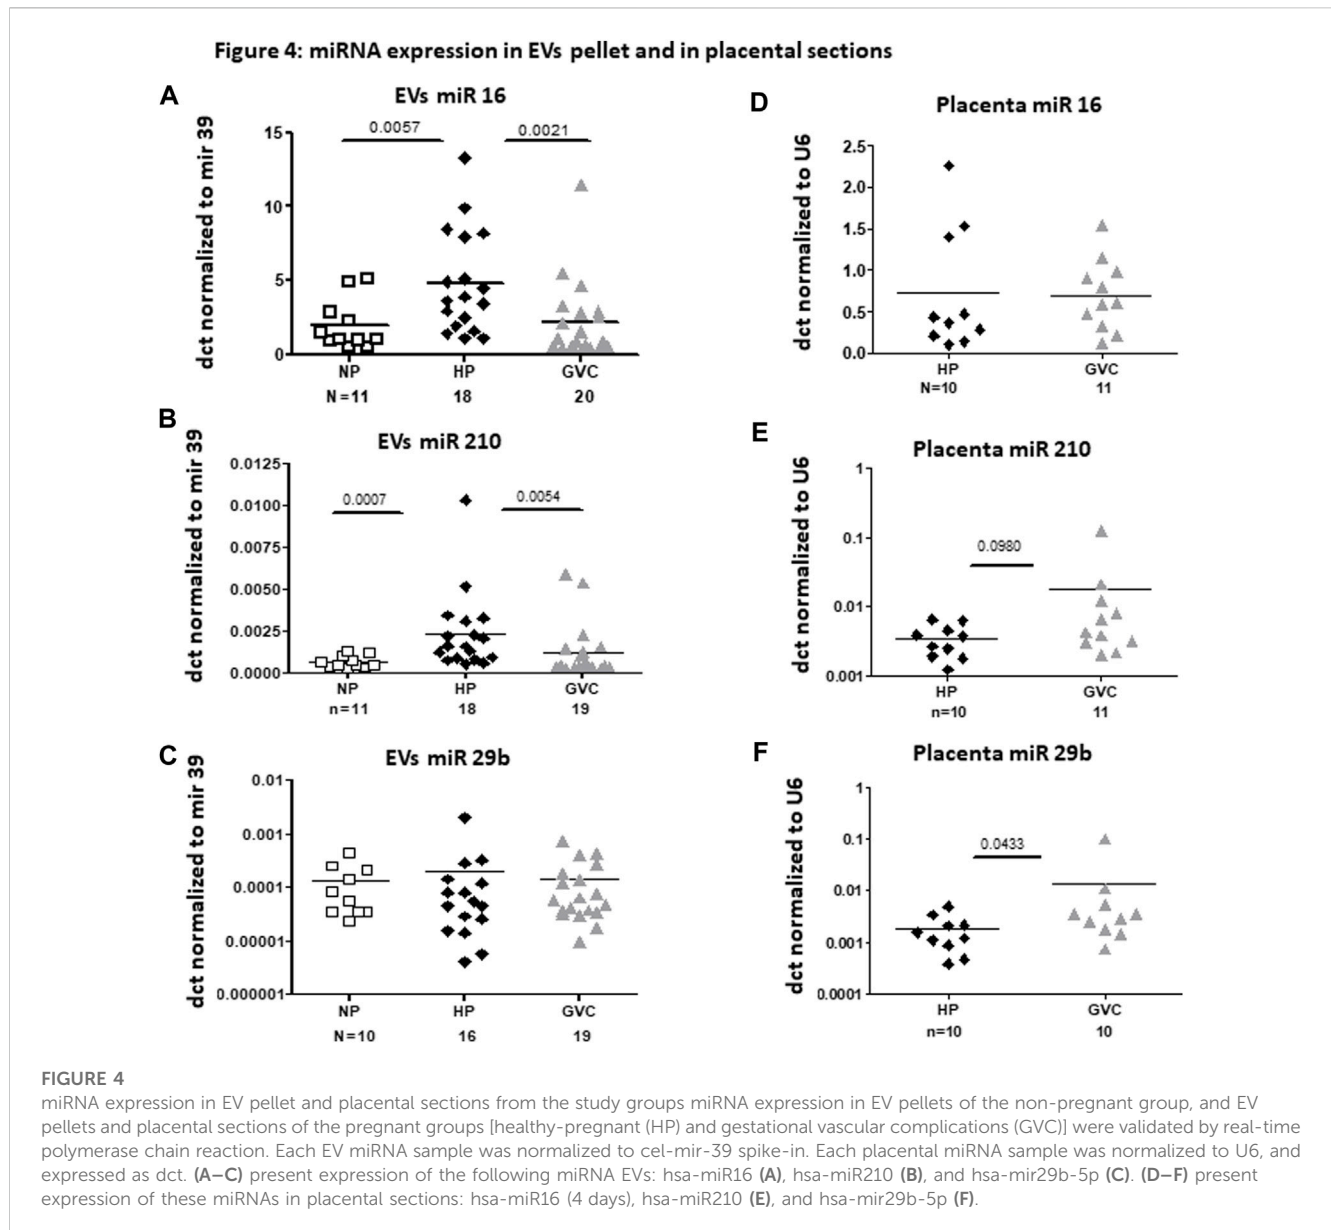 Figure 4: miRNA expression in EVs pellet and in placental sections
A
EVs miR 16
dct normalized to mir 39
0.0057
0.0021
15
10
5
0
NP
HP
GVC
N=11
18
20
B
EVs miR 210
dct normalized to mir 39
0.0007
0.0054
0.0125
0.0100
0.0075
0.0050
0.0025
0.0000
NP
HP
GVC
n=11
18
19
C
EVs miR 29b
dct normalized to mir 39
0.01
0.001
0.0001
0.00001
0.000001
NP
HP
GVC
N=10
16
19
D
Placenta miR 16
dct normalized to U6
2.5
2.0
1.5
1.0
0.5
0.0
HP
GVC
N=10
11
E
Placenta miR 210
dct normalized to U6
0.0980
1
0.1
0.01
0.001
HP
GVC
n=10
11
F
Placenta miR 29b
dct normalized to U6
0.0433
1
0.1
0.01
0.001
0.0001
HP
GVC
n=10
10
FIGURE 4
miRNA expression in EV pellet and placental sections from the study groups miRNA expression in EV pellets of the non-pregnant group, and EV
pellets and placental sections of the pregnant groups [healthy-pregnant (HP) and gestational vascular complications (GVC)] were validated by real-time
polymerase chain reaction. Each EV miRNA sample was normalized to cel-mir-39 spike-in. Each placental miRNA sample was normalized to U6, and
expressed as dct. (A–C) present expression of the following miRNA EVs: hsa-miR16 (A), hsa-miR210 (B), and hsa-mir29b-5p (C). (D–F) present
expression of these miRNAs in placental sections: hsa-miR16 (4 days), hsa-miR210 (E), and hsa-mir29b-5p (F).